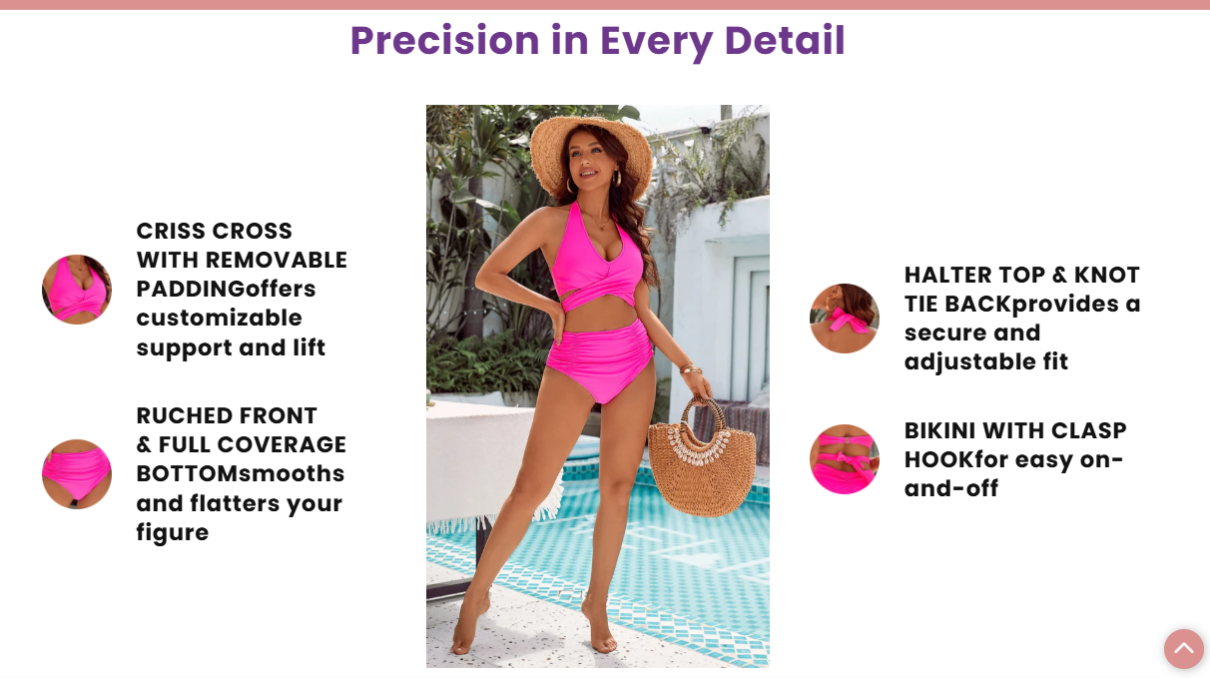 Precision in Every Detail
CRISS CROSS
WITH REMOVABLE
PADDINGoffers
customizable
support and lift
RUCHED FRONT
& FULL COVERAGE
BOTTOMsmooths
and flatters your
figure
HALTER TOP & KNOT
TIE BACKprovides a
secure and
adjustable fit
BIKINI WITH CLASP
HOOKfor easy on-
and-off